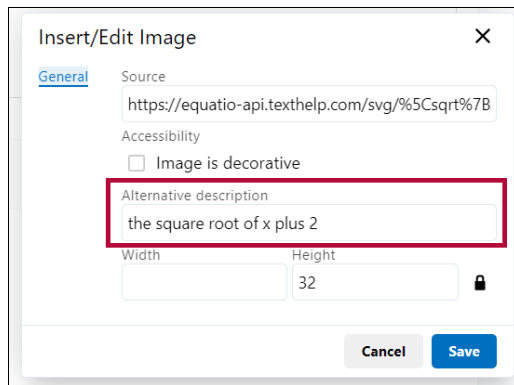 Insert/Edit Image
General
Source
https://equatio-api.texthelp.com/svg/%5Csqrt%7B
Accessibility
Image is decorative
Alternative description
the square root of x plus 2
Width Height
32
Cancel Save